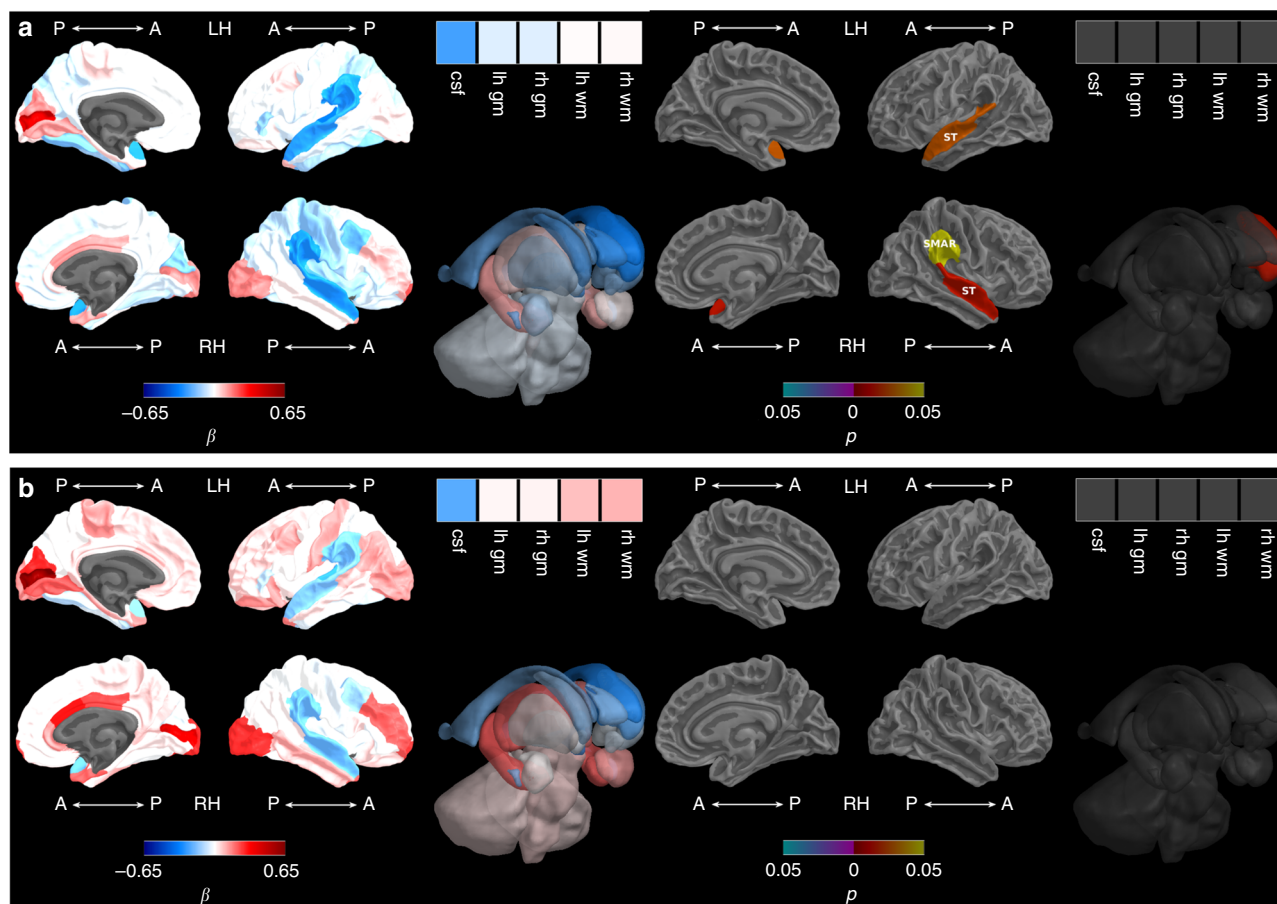 a
P A LH A P
csf
lh gm
rh gm
lh wm
rh wm
A P RH P A
−0.65 0.65
β
P A LH A P
ST
SMAR
ST
csf
lh gm
rh gm
lh wm
rh wm
A P RH P A
0.05 0 0.05
p
b
P A LH A P
csf
lh gm
rh gm
lh wm
rh wm
A P RH P A
−0.65 0.65
β
P A LH A P
csf
lh gm
rh gm
lh wm
rh wm
A P RH P A
0.05 0 0.05
p